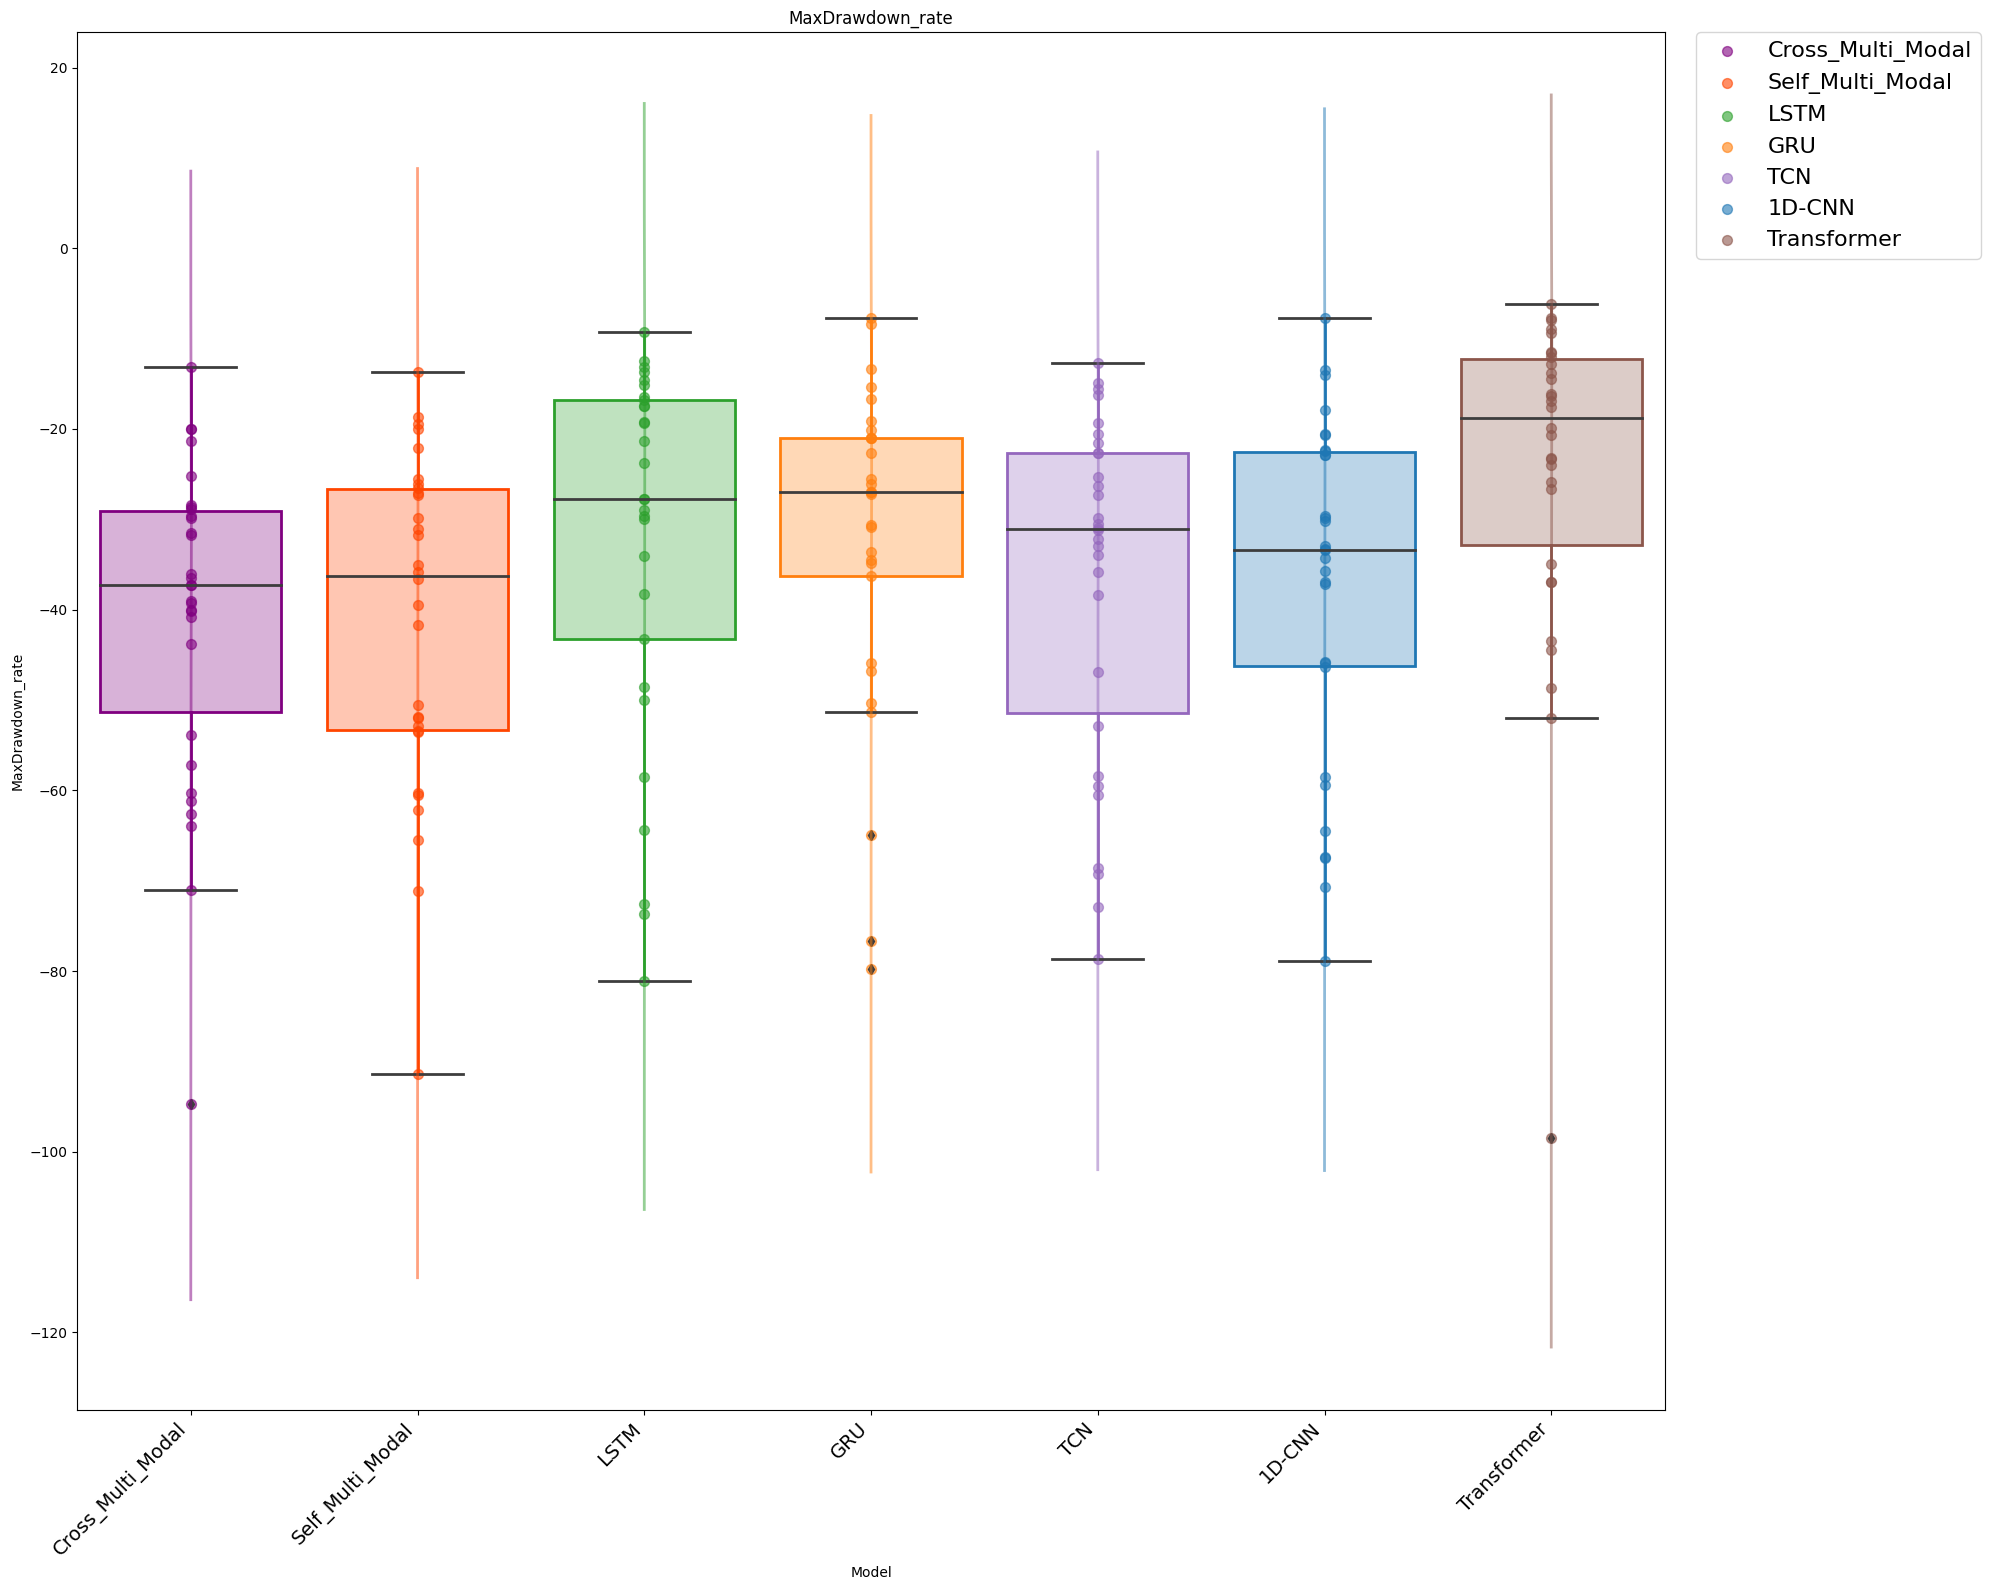 MaxDrawdown_rate
Cross_Multi_Modal
Self_Multi_Modal
LSTM
GRU
TCN
1D-CNN
Transformer
MaxDrawdown_rate
20
0
−20
−40
−60
−80
−100
−120
Cross_Multi_Modal
Self_Multi_Modal
LSTM
GRU
TCN
1D-CNN
Transformer
Model